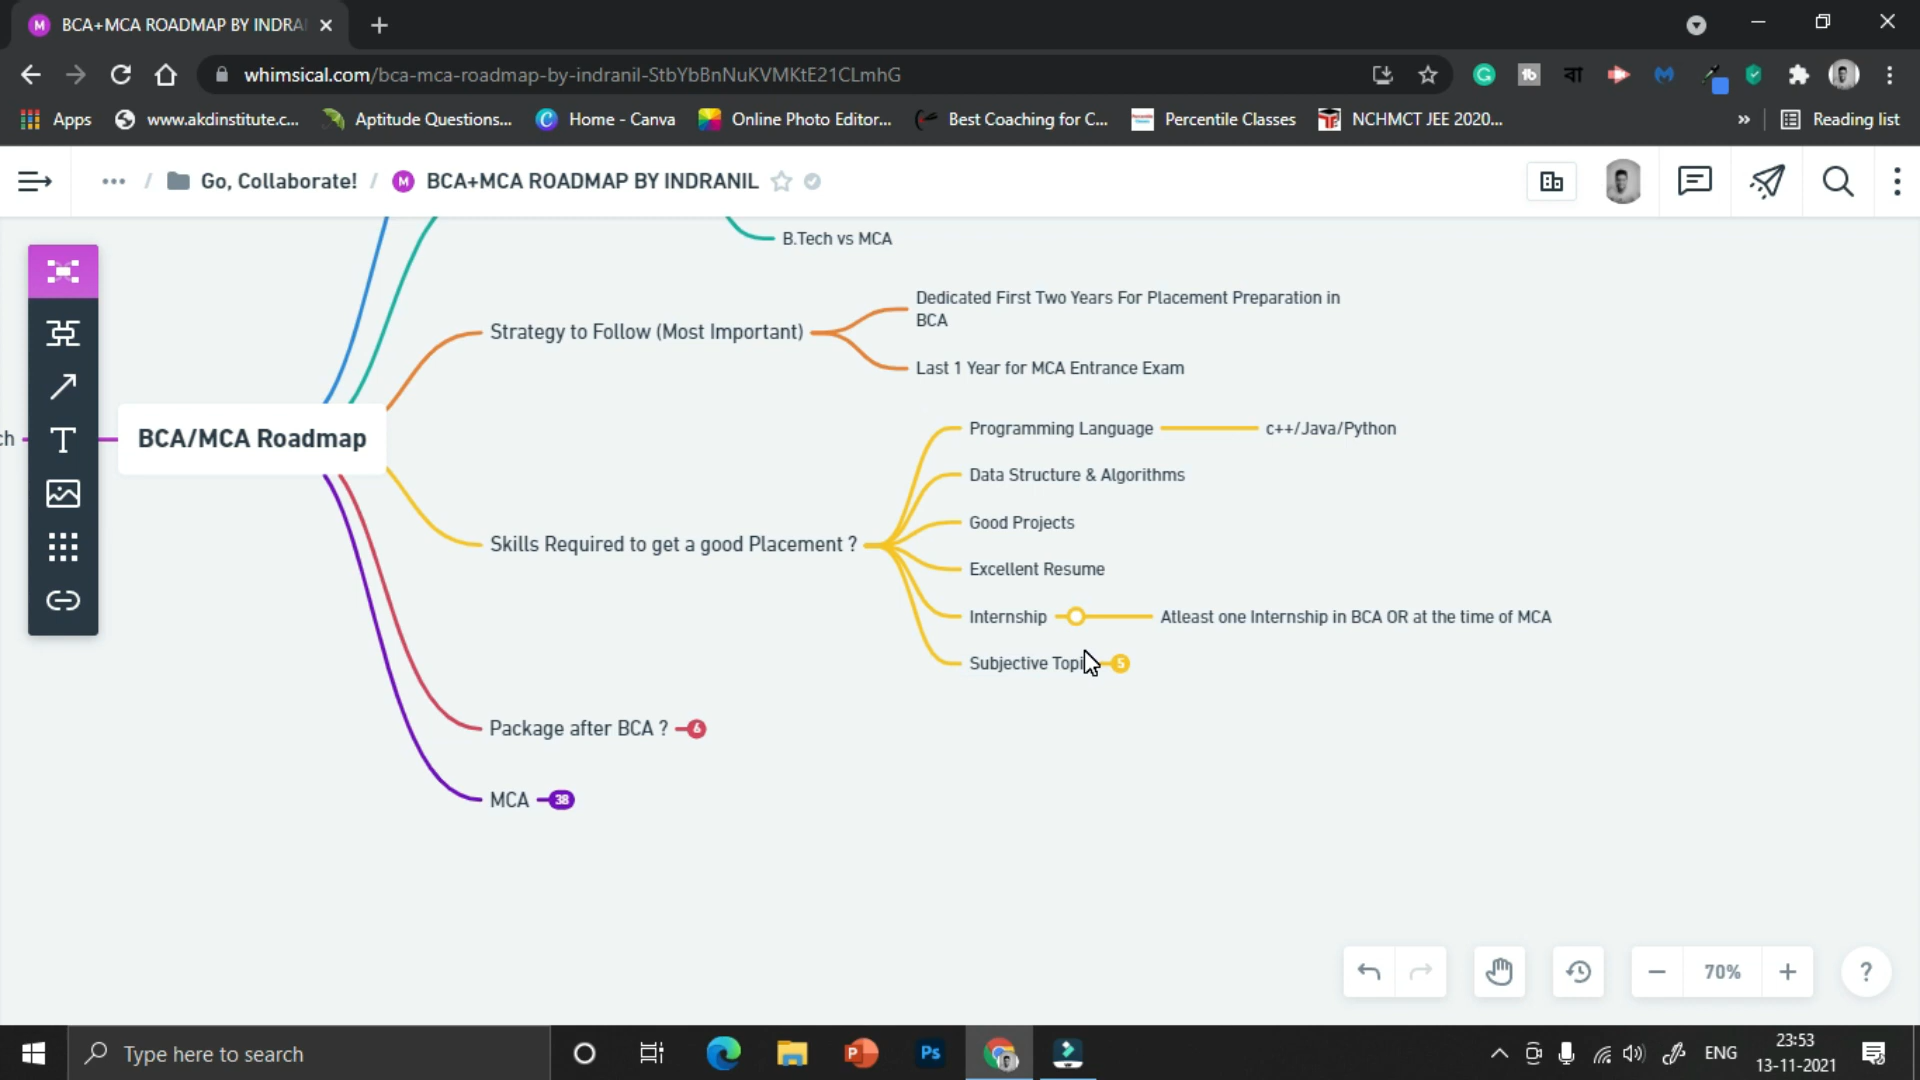 BCA+MCA ROADMAP BY INDRA
whimsical.com/bca-mca-roadmap-by-indranil-StbYbBnNuKVMKtE21CLmhG
Apps
www.akdinstitute.c...
Aptitude Questions...
Home - Canva
Online Photo Editor...
Best Coaching for C...
Percentile Classes
NCHMCT JEE 2020...
Reading list
Go, Collaborate!
/
BCA+MCA ROADMAP BY INDRANIL
B.Tech vs MCA
Strategy to Follow (Most Important)
Dedicated First Two Years For Placement Preparation in
BCA
Last 1 Year for MCA Entrance Exam
ch
BCA/MCA Roadmap
Programming Language
c++/Java/Python
Data Structure & Algorithms
Good Projects
Skills Required to get a good Placement ?
Excellent Resume
Internship
Atleast one Internship in BCA OR at the time of MCA
Subjective Topi
5
Package after BCA ?
6
MCA
38
70%
?
Type here to search
ENG
23:53
13-11-2021